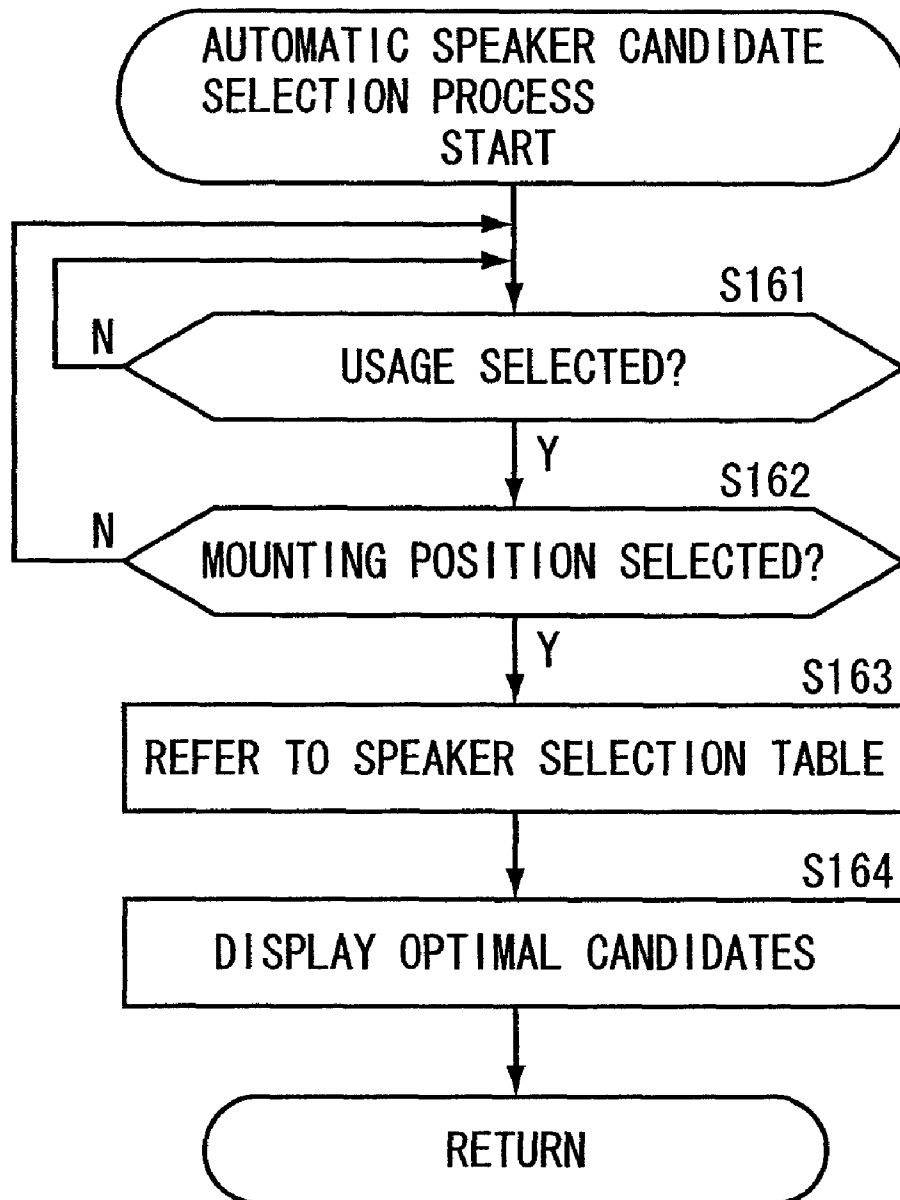 AUTOMATIC SPEAKER CANDIDATE
SELECTION PROCESS
START
S161
N
USAGE SELECTED?
Y
S162
N
MOUNTING POSITION SELECTED?
Y
S163
REFER TO SPEAKER SELECTION TABLE
S164
DISPLAY OPTIMAL CANDIDATES
RETURN